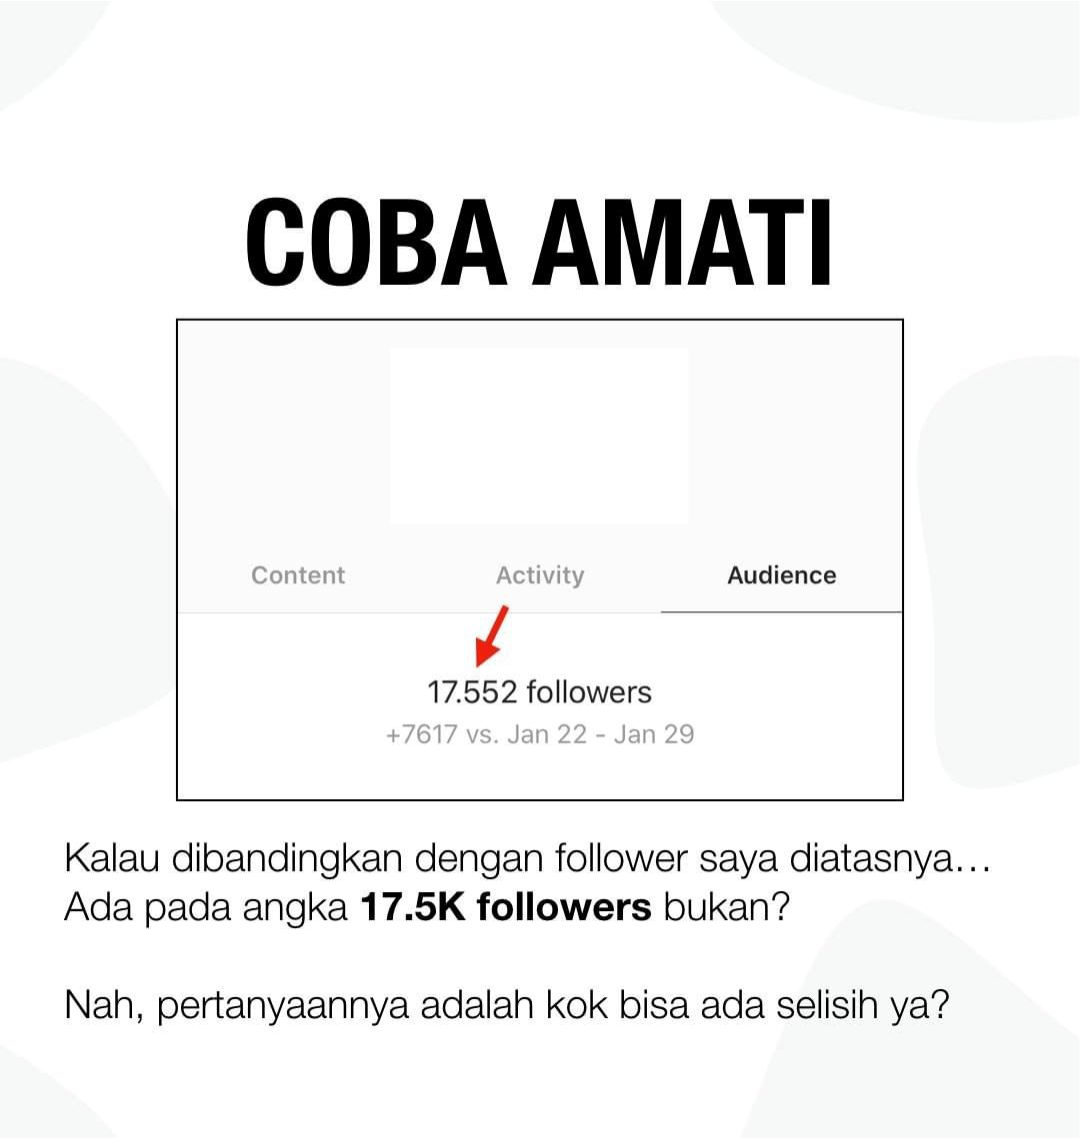 COBA AMATI
Content Activity Audience
17.552 followers
+7617 vs. Jan 22 - Jan 29
Kalau dibandingkan dengan follower saya diatasnya...
Ada pada angka 17.5K followers bukan?
Nah, pertanyaannya adalah kok bisa ada selisih ya?